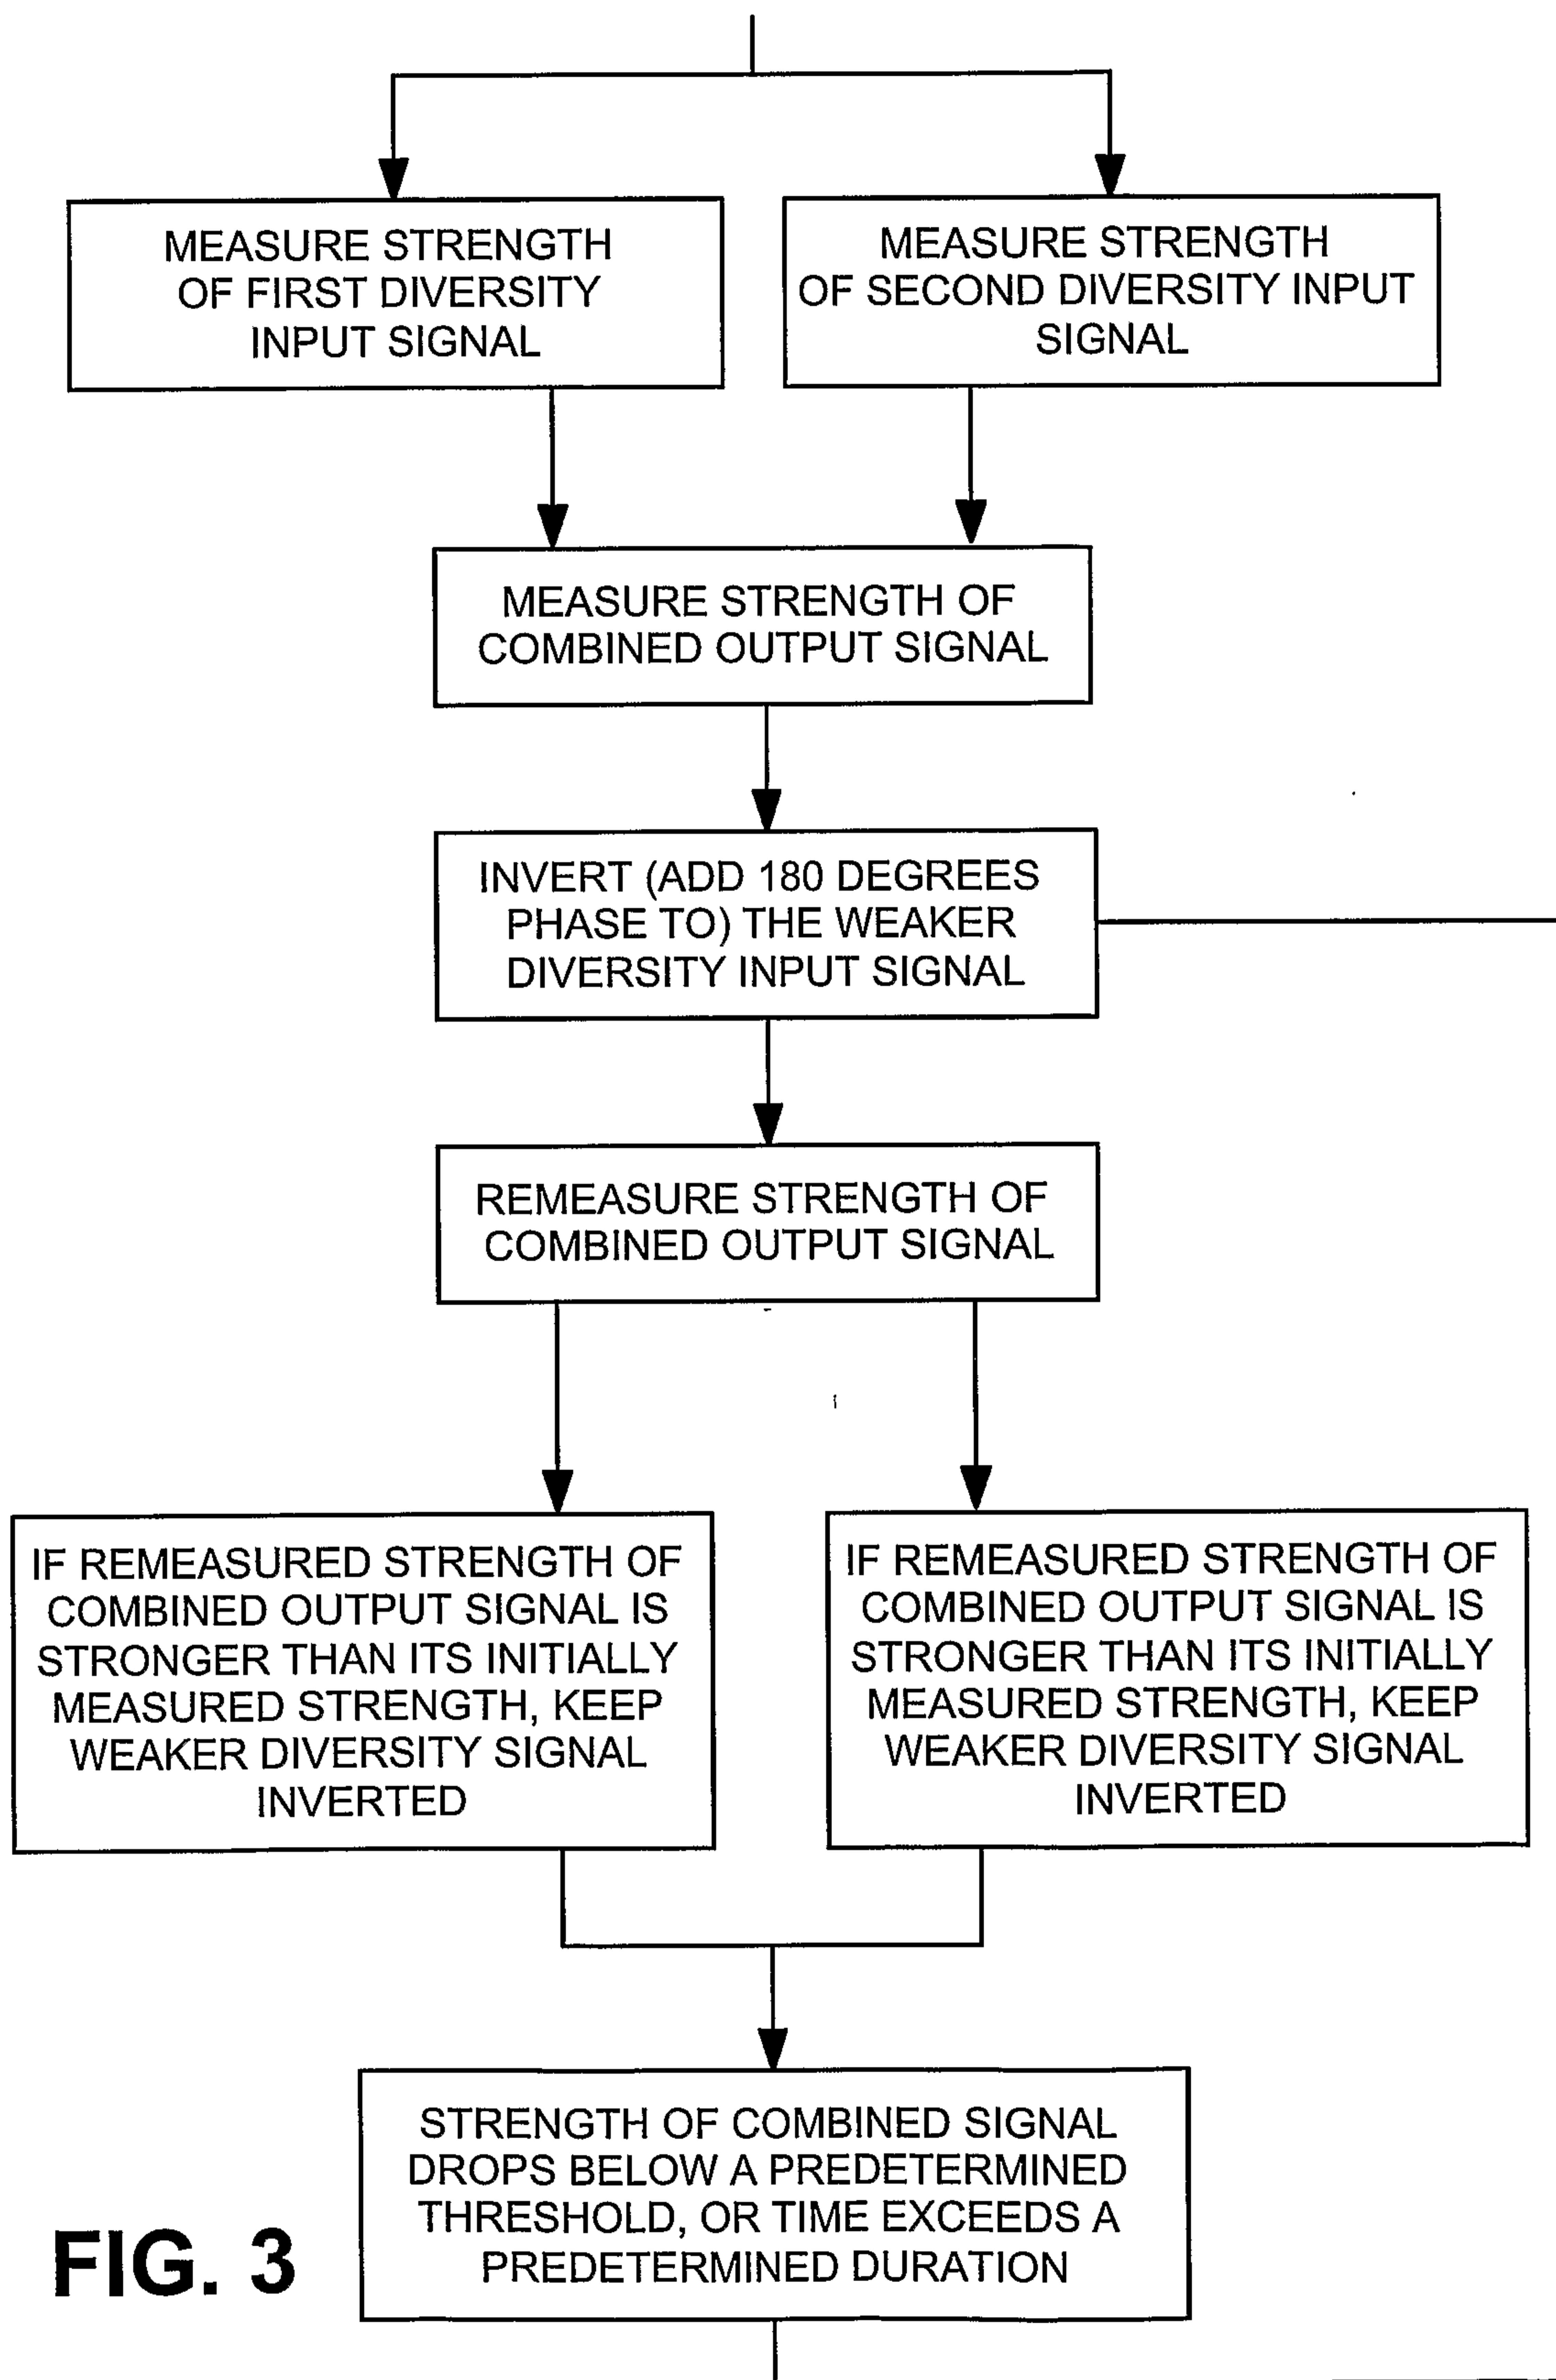 MEASURE STRENGTH
OF FIRST DIVERSITY
INPUT SIGNAL
MEASURE STRENGTH
OF SECOND DIVERSITY INPUT
SIGNAL
MEASURE STRENGTH OF
COMBINED OUTPUT SIGNAL
INVERT (ADD 180 DEGREES
PHASE TO) THE WEAKER
DIVERSITY INPUT SIGNAL
REMEASURE STRENGTH OF
COMBINED OUTPUT SIGNAL
IF REMEASURED STRENGTH OF
COMBINED OUTPUT SIGNAL IS
STRONGER THAN ITS INITIALLY
MEASURED STRENGTH, KEEP
WEAKER DIVERSITY SIGNAL
INVERTED
IF REMEASURED STRENGTH OF
COMBINED OUTPUT SIGNAL IS
STRONGER THAN ITS INITIALLY
MEASURED STRENGTH, KEEP
WEAKER DIVERSITY SIGNAL
INVERTED
STRENGTH OF COMBINED SIGNAL
DROPS BELOW A PREDETERMINED
THRESHOLD, OR TIME EXCEEDS A
PREDETERMINED DURATION
FIG. 3